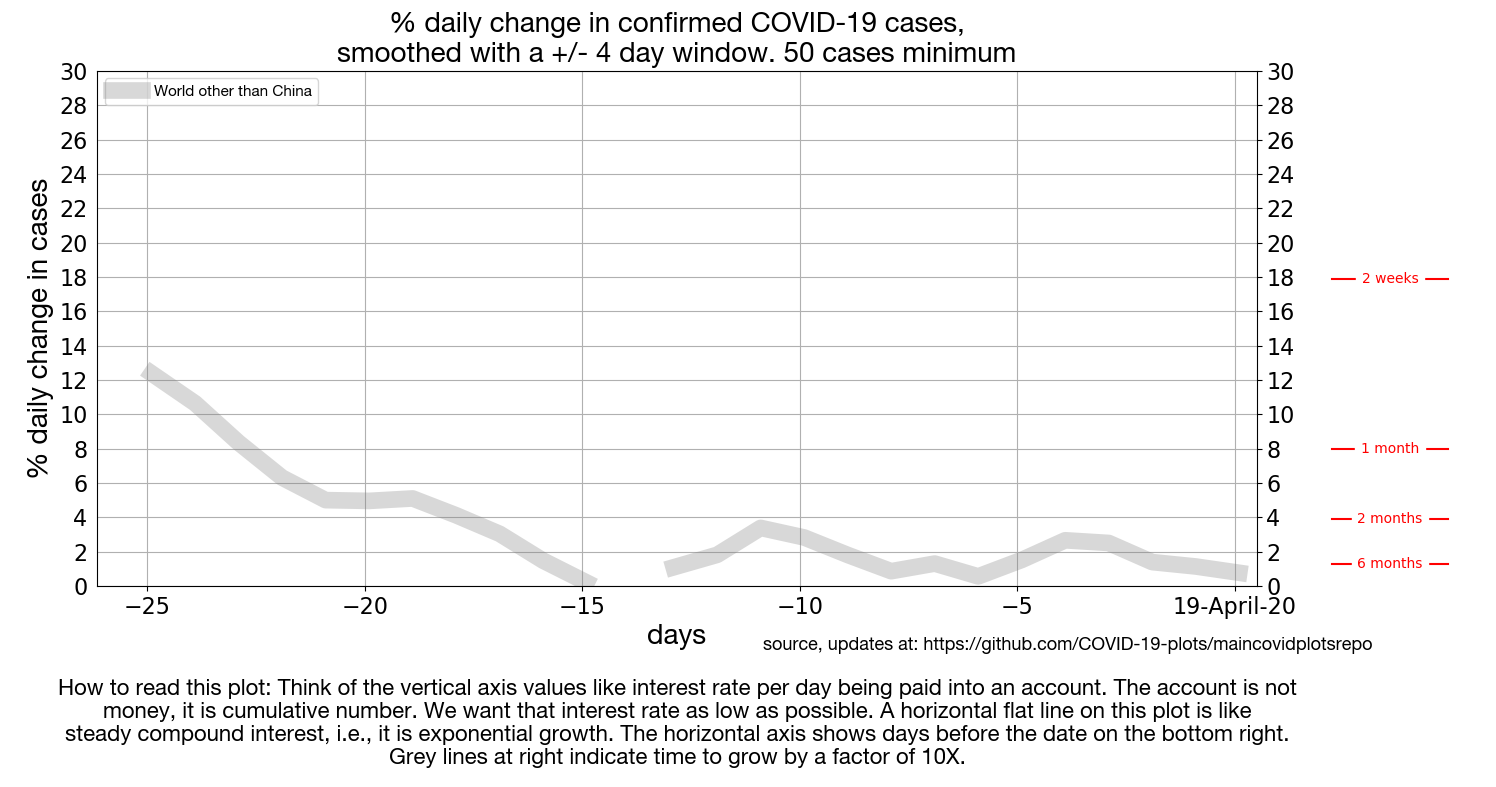 % daily change in confirmed COVID-19 cases,
smoothed with a +/- 4 day window. 50 cases minimum
World other than China
% daily change in cases
30
28
26
24
22
20
18
16
14
12
10
8
6
4
2
0
30
28
26
24
22
20
18
16
14
12
10
8
6
4
2
0
2 weeks
1 month
2 months
6 months
−25 −20 −15 −10 −5 19-April-20
days
source, updates at: https://github.com/COVID-19-plots/maincovidplotsrepo
How to read this plot: Think of the vertical axis values like interest rate per day being paid into an account. The account is not
money, it is cumulative number. We want that interest rate as low as possible. A horizontal flat line on this plot is like
steady compound interest, i.e., it is exponential growth. The horizontal axis shows days before the date on the bottom right.
Grey lines at right indicate time to grow by a factor of 10X.